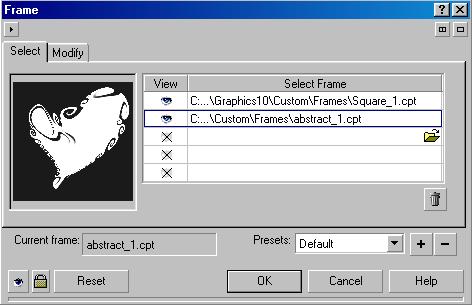 Frame
Select Modify
View Select Frame
C:...\Graphics10\Custom\Frames\Square_1.cpt
C:...\Custom\Frames\abstract_1.cpt
Current frame: abstract_1.cpt Presets: Default
Reset OK Cancel Help